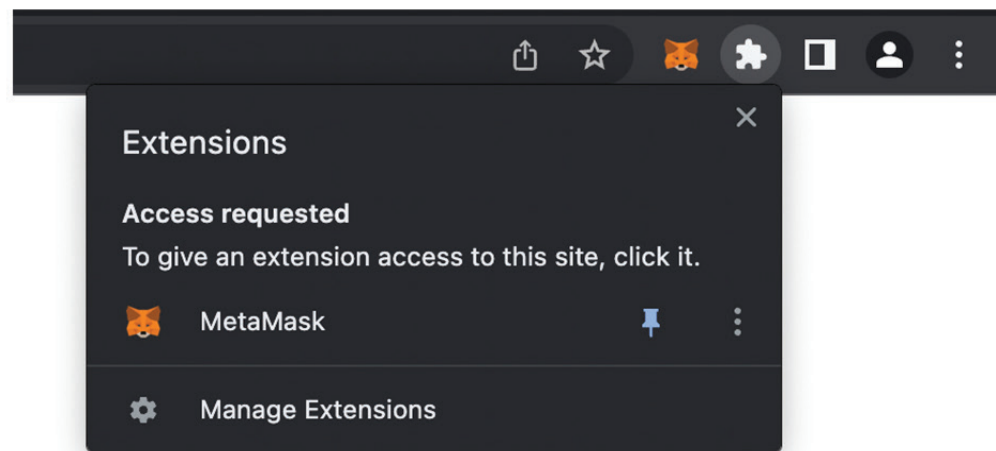 Extensions
Access requested
To give an extension access to this site, click it.
MetaMask
Manage Extensions